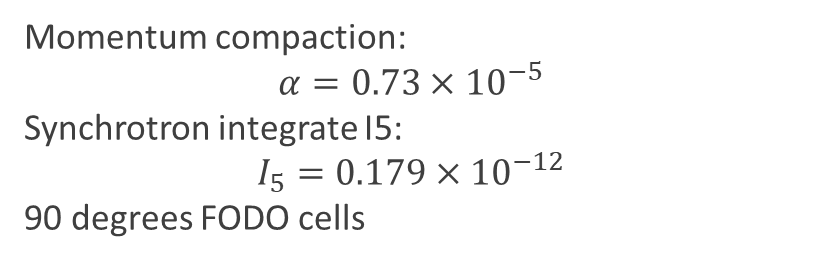 Momentum compaction:
α = 0.73 × 10⁻⁵
Synchrotron integrate I5:
I₅ = 0.179 × 10⁻¹²
90 degrees FODO cells